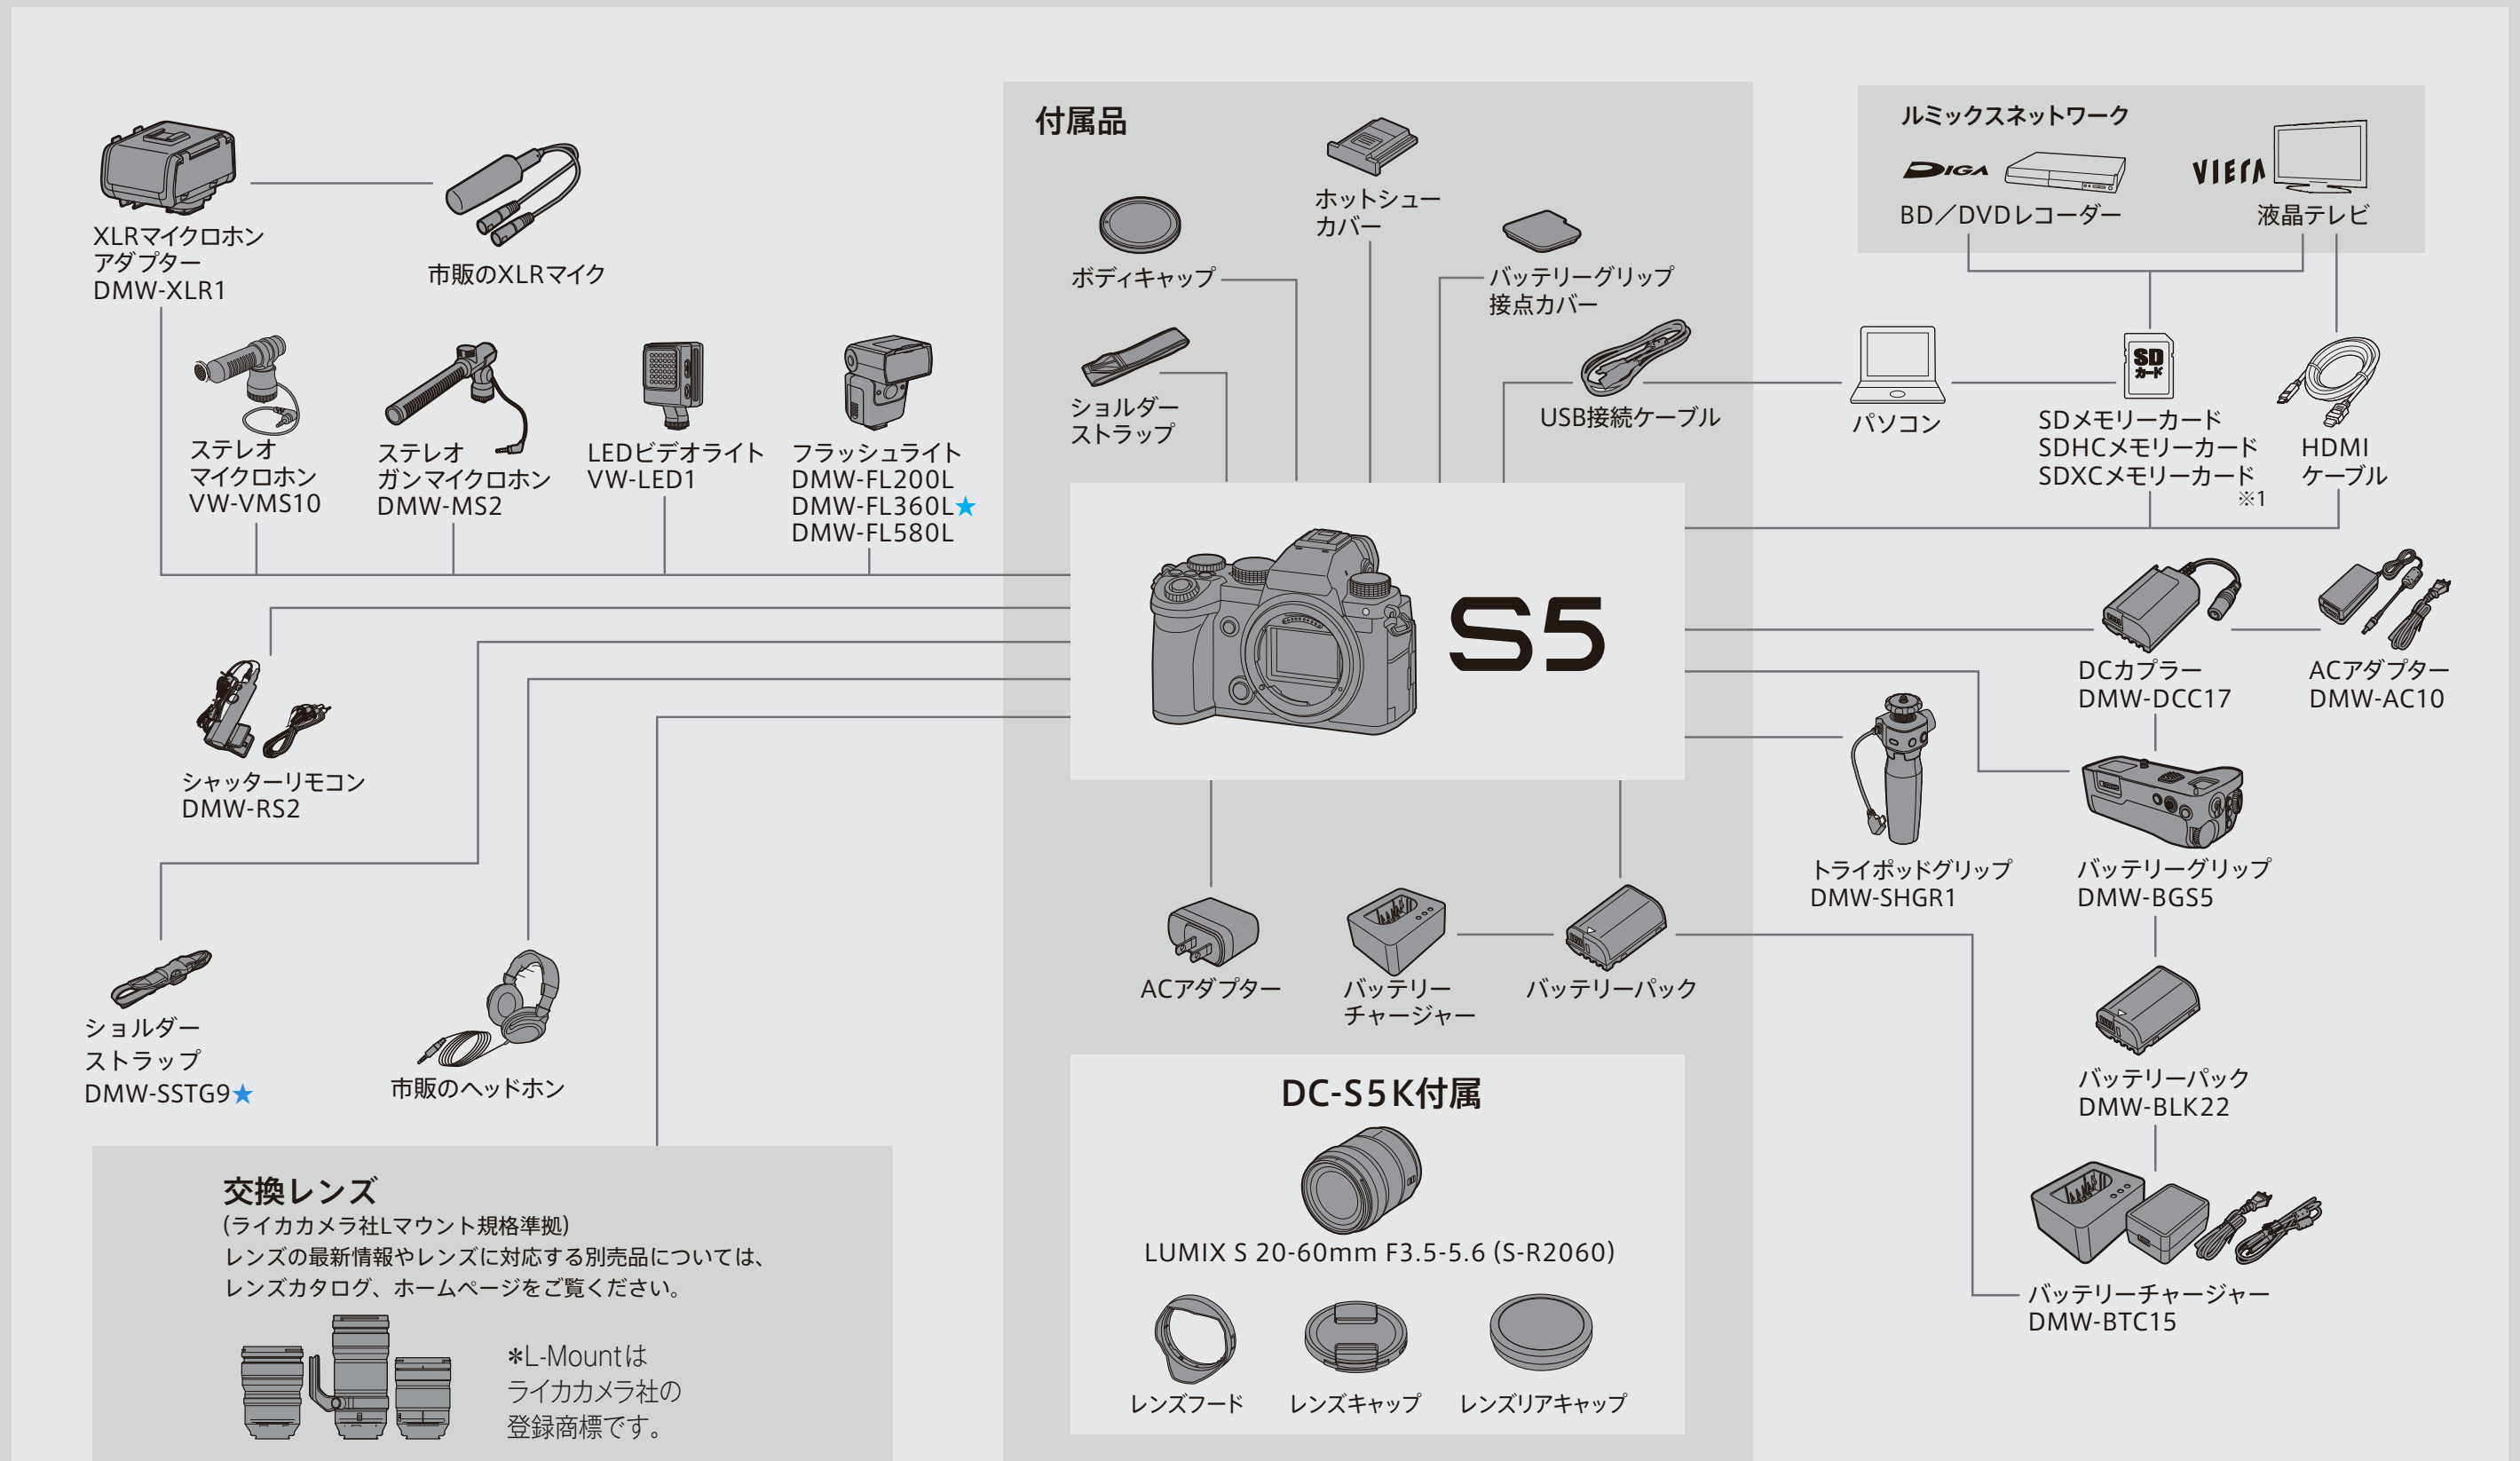 XLRマイクロホン
アダプター
DMW-XLR1
市販のXLRマイク
ステレオ
マイクロホン
VW-VMS10
ステレオ
ガンマイクロホン
DMW-MS2
LEDビデオライト
VW-LED1
フラッシュライト
DMW-FL200L
DMW-FL360L★
DMW-FL580L
シャッターリモコン
DMW-RS2
ショルダー
ストラップ
DMW-SSTG9★
市販のヘッドホン
交換レンズ
(ライカカメラ社Lマウント規格準拠)
レンズの最新情報やレンズに対応する別売品については、
レンズカタログ、ホームページをご覧ください。
*L-Mountは
ライカカメラ社の
登録商標です。
付属品
ホットシュー
カバー
ボディキャップ
バッテリーグリップ
接点カバー
ショルダー
ストラップ
USB接続ケーブル
S5
ACアダプター
バッテリー
チャージャー
バッテリーパック
DC-S5K付属
LUMIX S 20-60mm F3.5-5.6 (S-R2060)
レンズフード
レンズキャップ
レンズリアキャップ
ルミックスネットワーク
DIGA
BD／DVDレコーダー
VIERA
液晶テレビ
パソコン
SD
カード
SDメモリーカード
SDHCメモリーカード
SDXCメモリーカード
※1
HDMI
ケーブル
DCカプラー
DMW-DCC17
ACアダプター
DMW-AC10
トライポッドグリップ
DMW-SHGR1
バッテリーグリップ
DMW-BGS5
バッテリーパック
DMW-BLK22
バッテリーチャージャー
DMW-BTC15